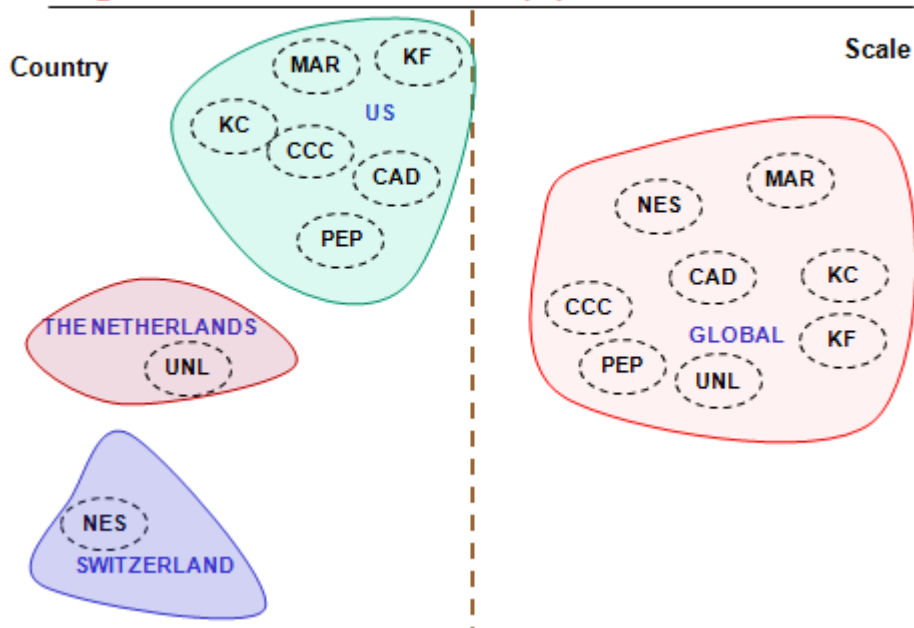 Country
MAR
KF
US
KC
CCC
CAD
PEP
THE NETHERLANDS
UNL
NES
SWITZERLAND
Scale
MAR
NES
CAD
KC
CCC
GLOBAL
KF
PEP
UNL